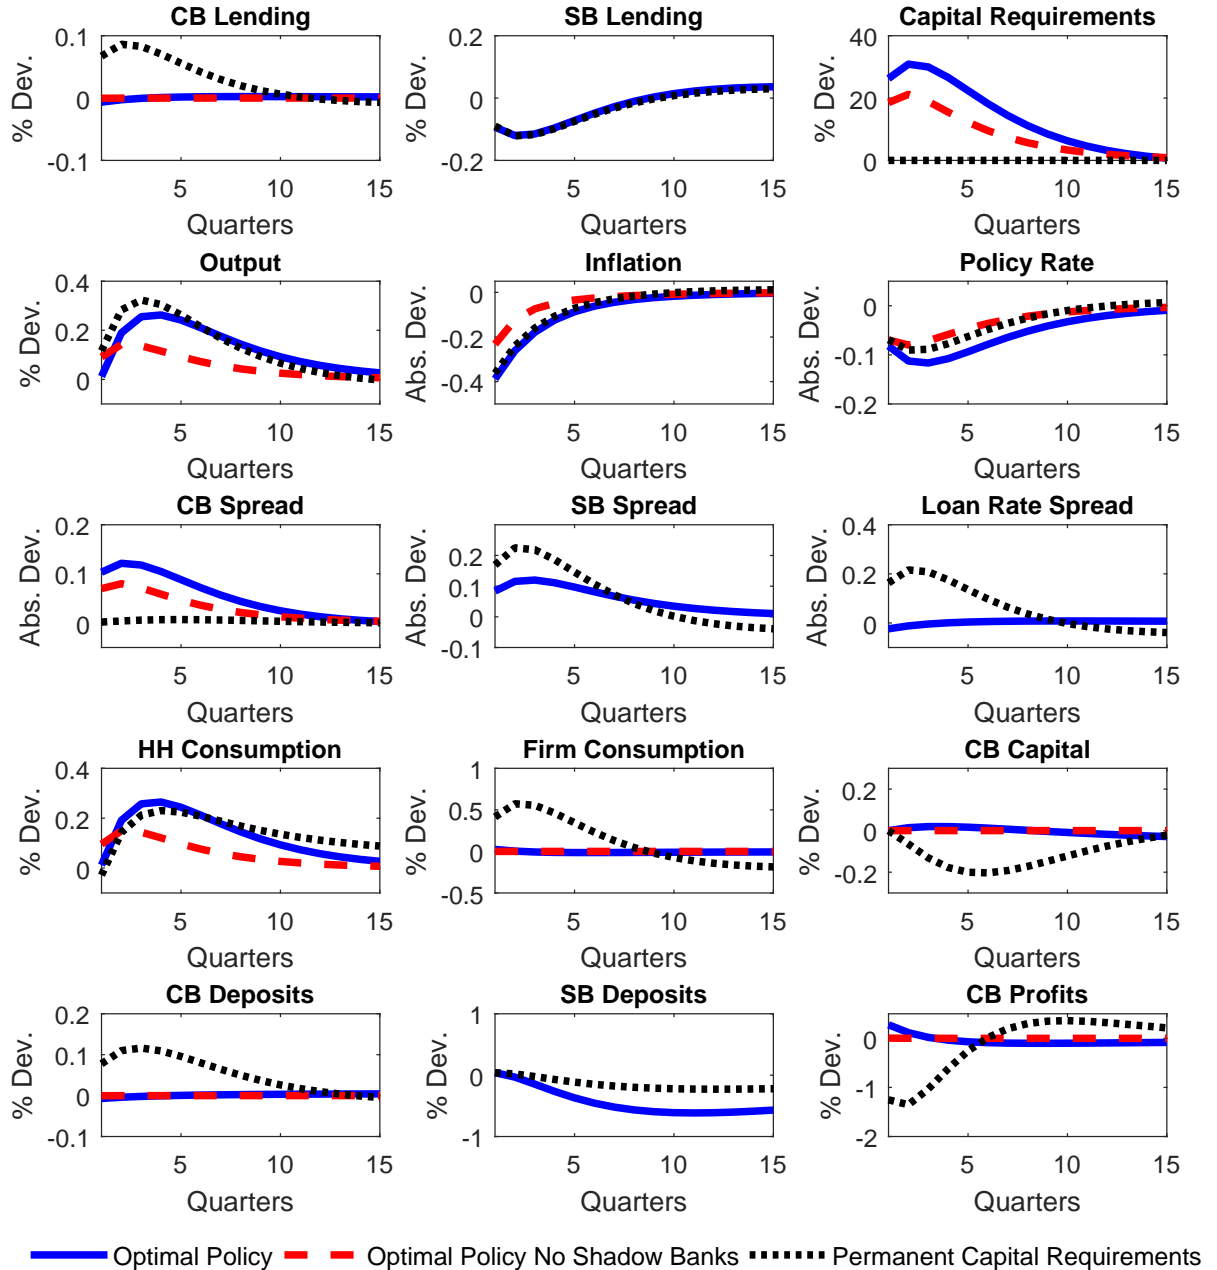 CB Lending SB Lending Capital Requirements
% Dev. 0.1 0 -0.1 5 10 15 Quarters
% Dev. 0.2 0 -0.2 5 10 15 Quarters
% Dev. 40 20 0 5 10 15 Quarters
Output Inflation Policy Rate
% Dev. 0.4 0.2 0 5 10 15 Quarters
Abs. Dev. 0 -0.2 -0.4 5 10 15 Quarters
Abs. Dev. 0 -0.1 -0.2 5 10 15 Quarters
CB Spread SB Spread Loan Rate Spread
Abs. Dev. 0.2 0.1 0 5 10 15 Quarters
Abs. Dev. 0.2 0.1 0 -0.1 5 10 15 Quarters
Abs. Dev. 0.4 0.2 0 5 10 15 Quarters
HH Consumption Firm Consumption CB Capital
% Dev. 0.4 0.2 0 5 10 15 Quarters
% Dev. 1 0.5 0 -0.5 5 10 15 Quarters
% Dev. 0.2 0 -0.2 5 10 15 Quarters
CB Deposits SB Deposits CB Profits
% Dev. 0.2 0.1 0 -0.1 5 10 15 Quarters
% Dev. 1 0 -1 5 10 15 Quarters
% Dev. 0 -1 -2 5 10 15 Quarters
Optimal Policy Optimal Policy No Shadow Banks Permanent Capital Requirements